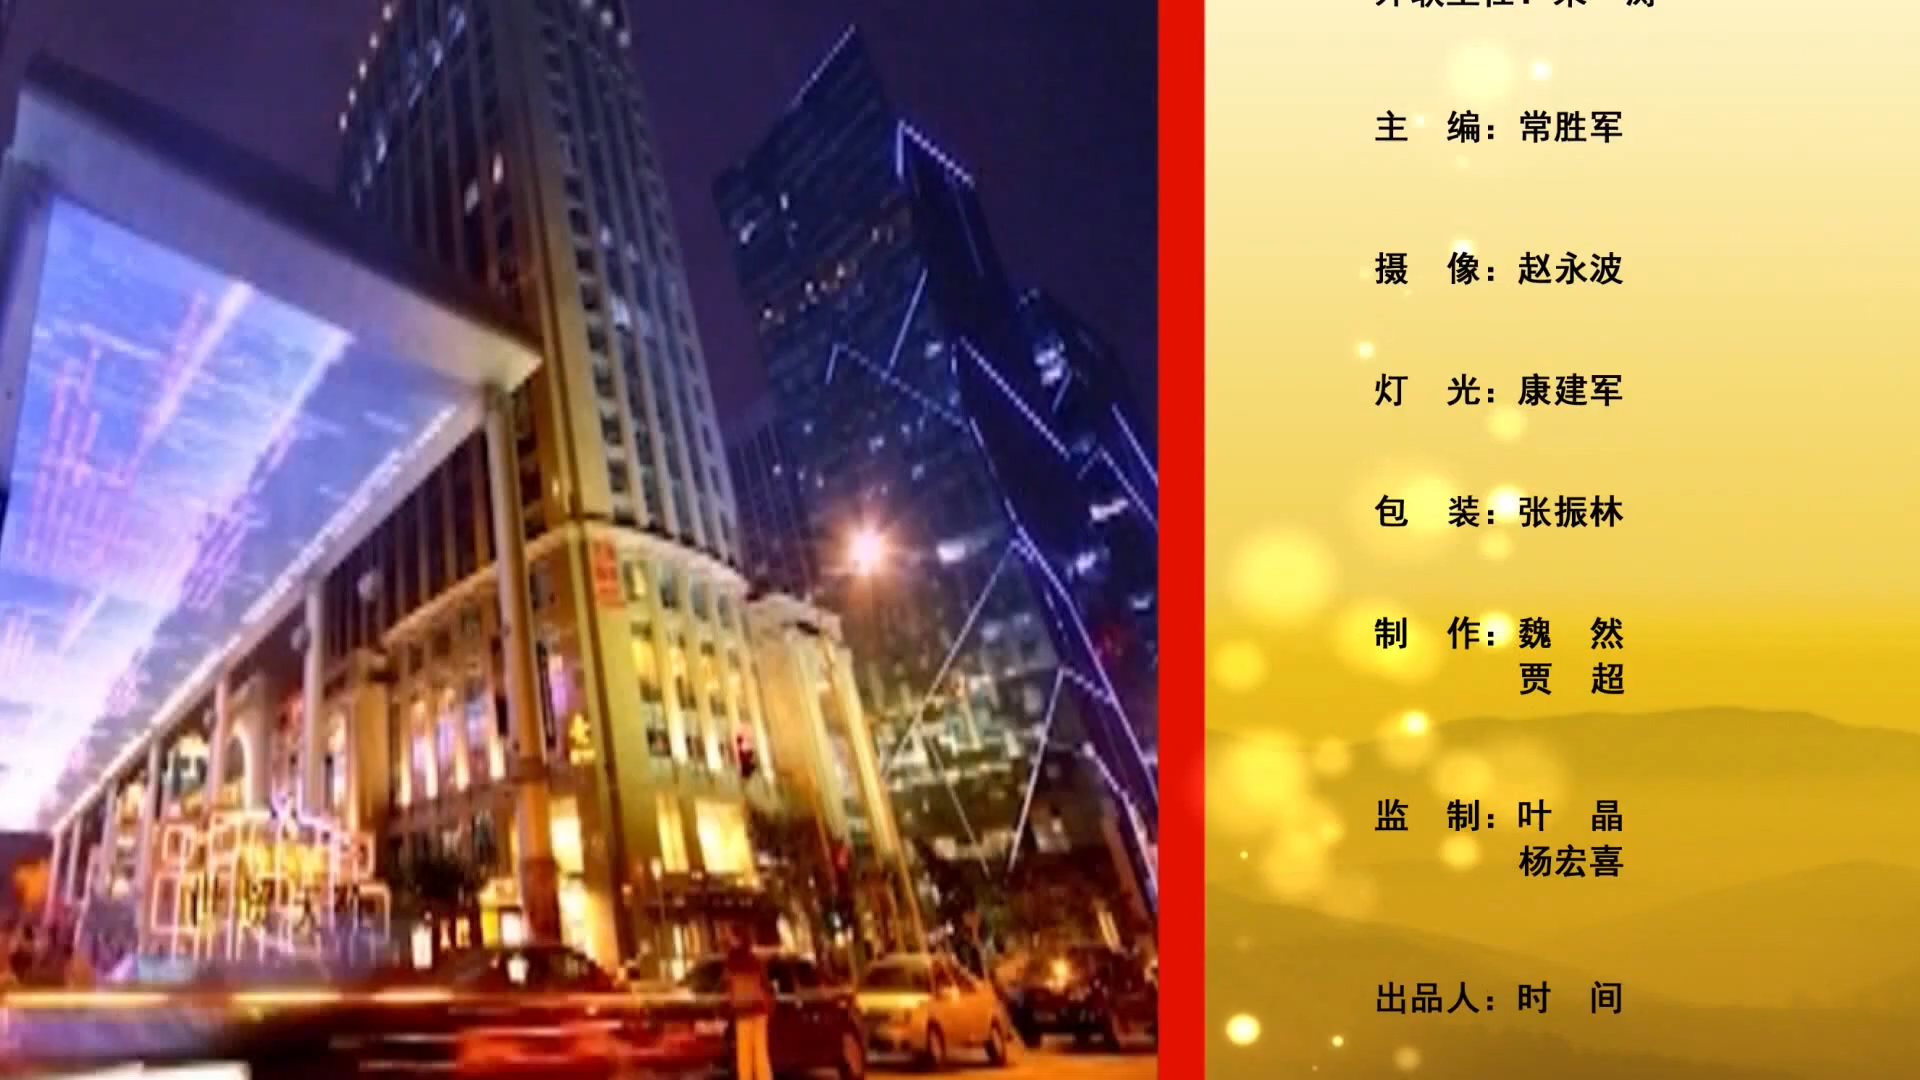 主　编：常胜军
摄　像：赵永波
灯　光：康建军
包　装：张振林
制　作：魏　然
贾　超
监　制：叶　晶
杨宏喜
出品人：时　间